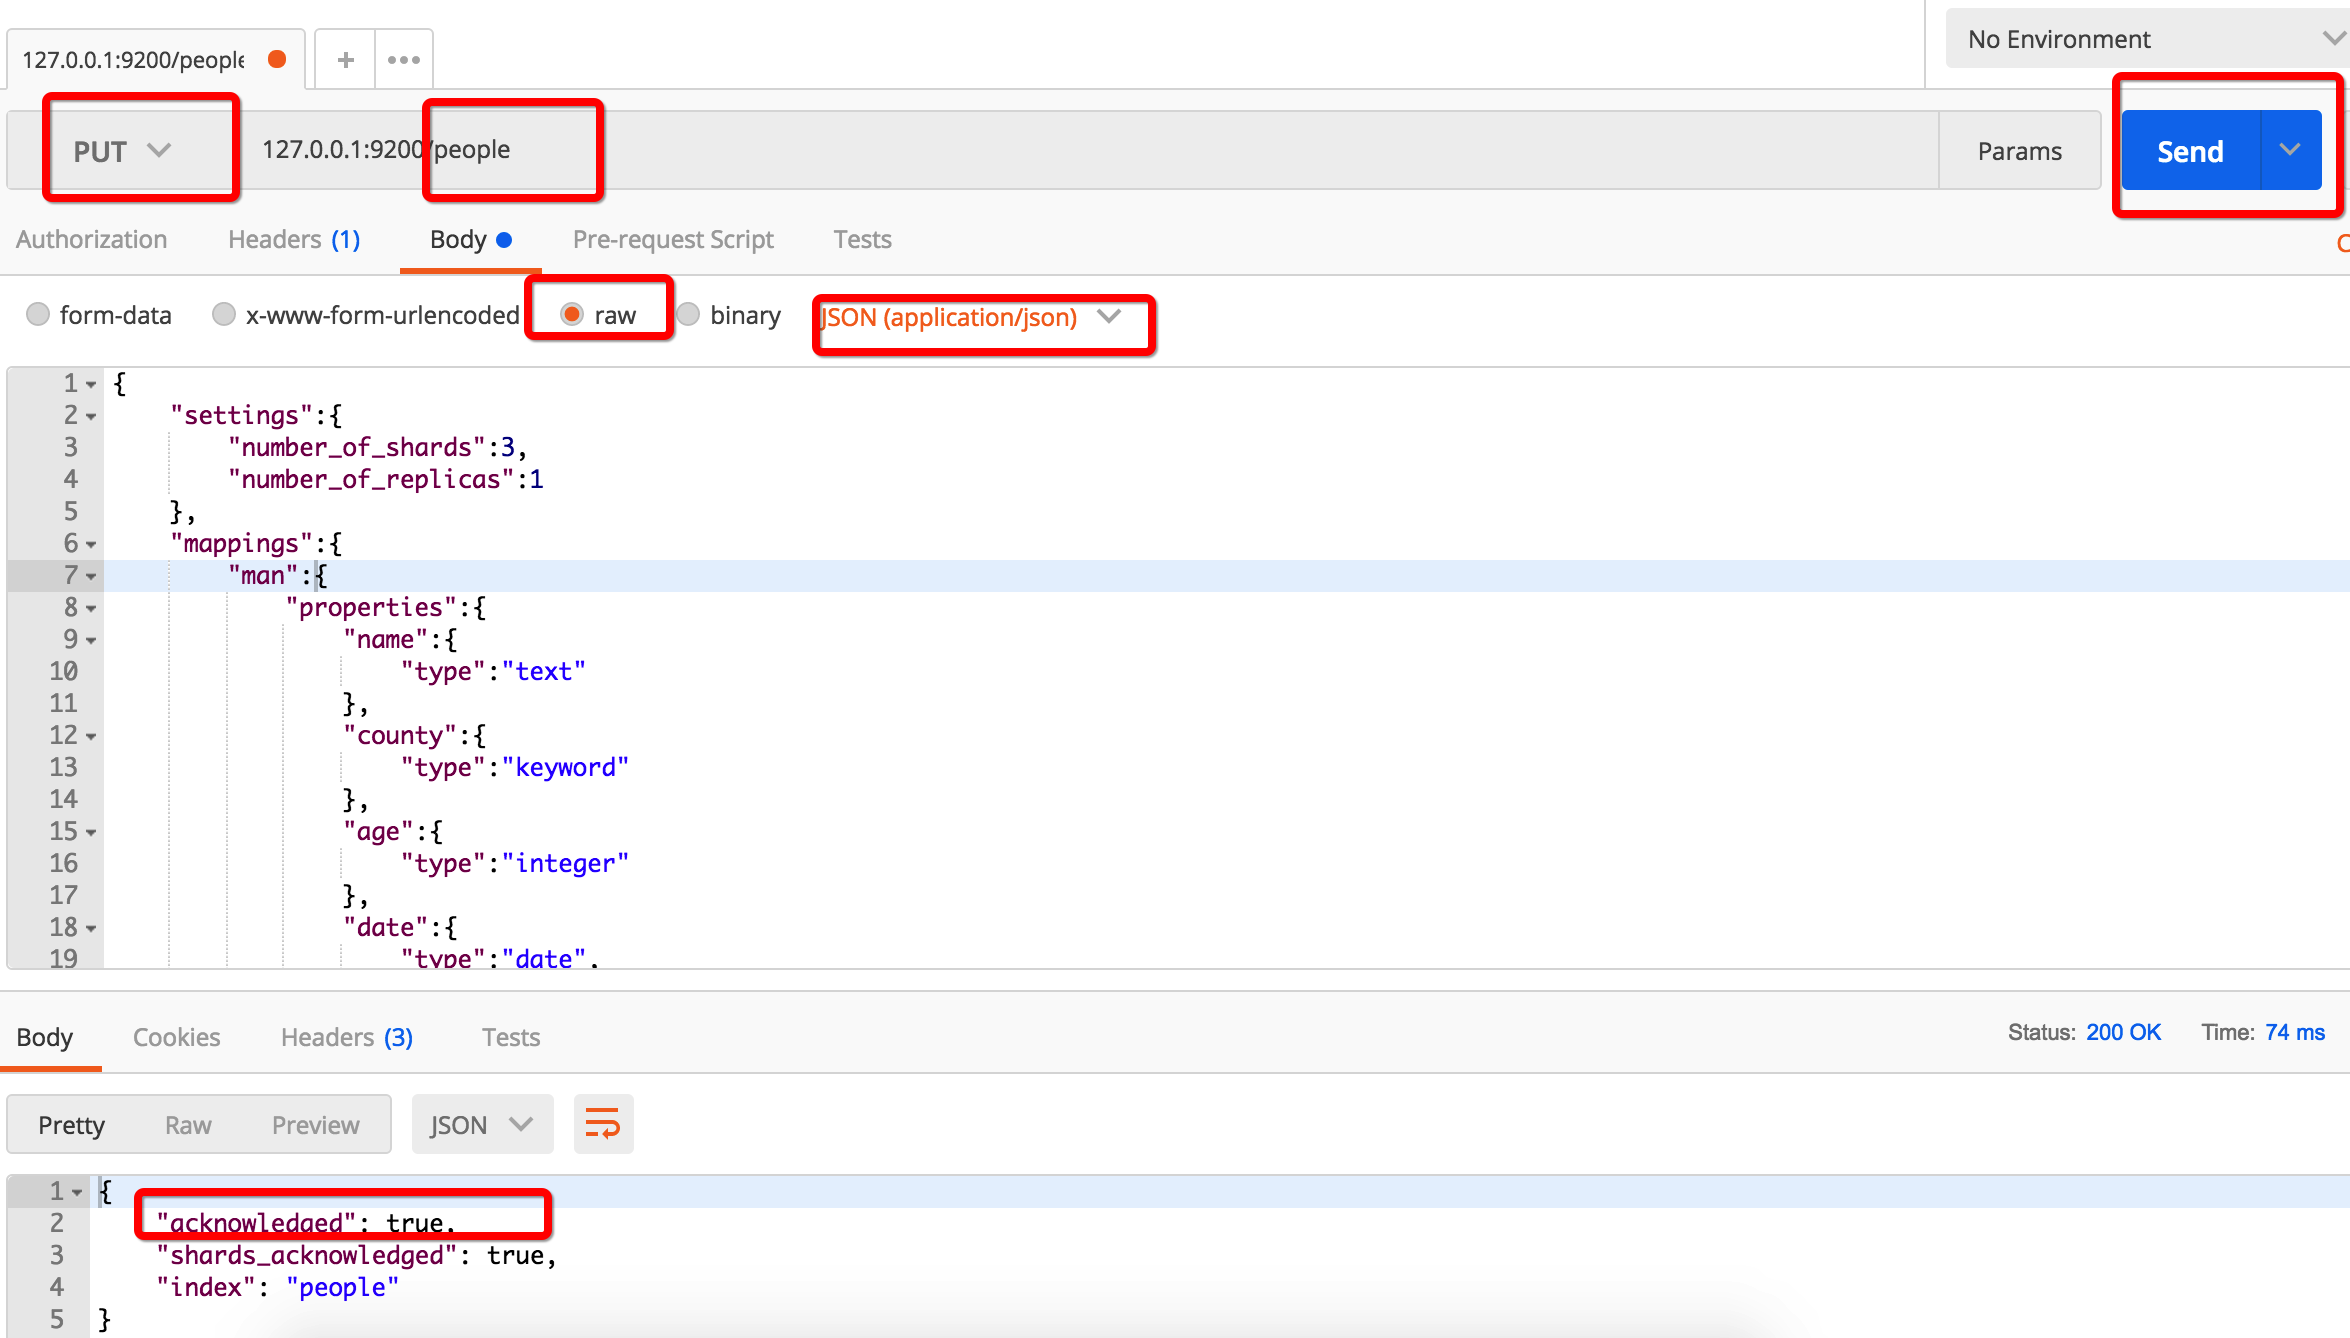 127.0.0.1:9200/people
No Environment
PUT
127.0.0.1:9200/people
Params
Send
Authorization
Headers (1)
Body
Pre-request Script
Tests
form-data
x-www-form-urlencoded
raw
binary
JSON (application/json)
1 {
2 "settings":{
3 "number_of_shards":3,
4 "number_of_replicas":1
5 },
6 "mappings":{
7 "man":{
8 "properties":{
9 "name":{
10 "type":"text"
11 },
12 "county":{
13 "type":"keyword"
14 },
15 "age":{
16 "type":"integer"
17 },
18 "date":{
19 "type":"date",
Body
Cookies
Headers (3)
Tests
Status: 200 OK
Time: 74 ms
Pretty
Raw
Preview
JSON
1 {
2 "acknowledged": true,
3 "shards_acknowledged": true,
4 "index": "people"
5 }